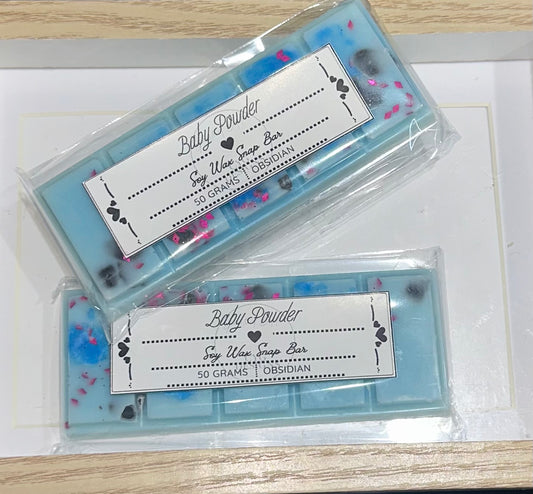 Baby Powder
Soy Wax Snap Bar
50 GRAMS OBSIDIAN
Baby Powder
Soy Wax Snap Bar
50 GRAMS OBSIDIAN